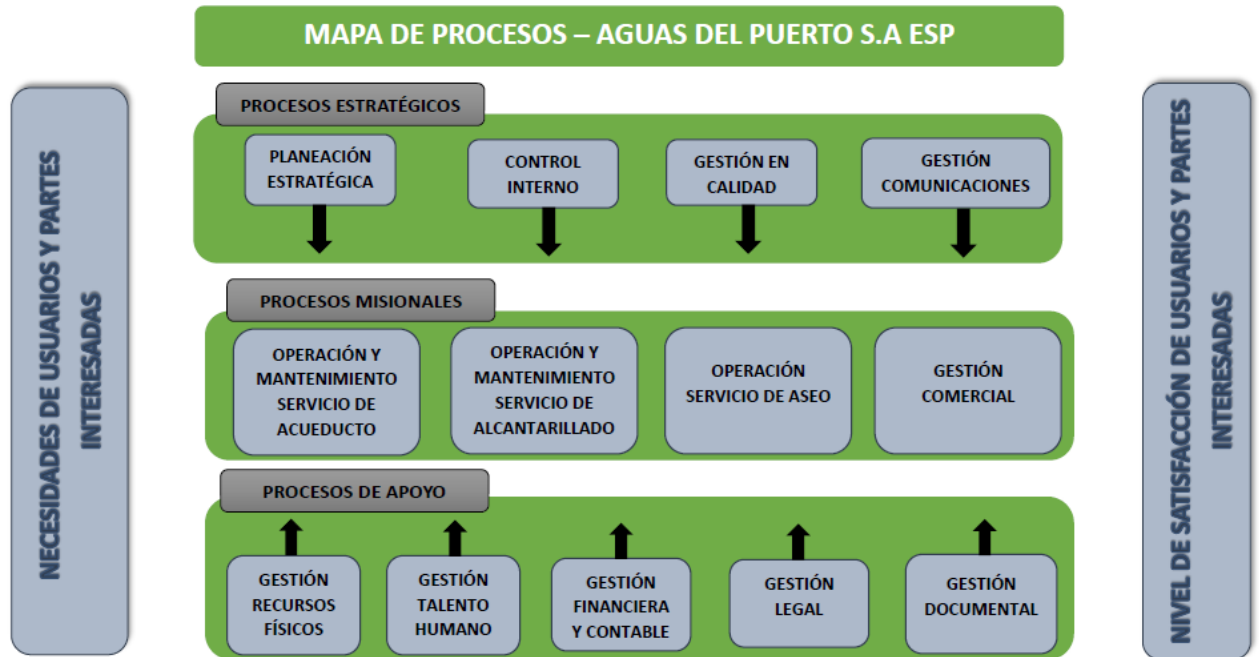 MAPA DE PROCESOS – AGUAS DEL PUERTO S.A ESP
NECESIDADES DE USUARIOS Y PARTES
INTERESADAS
PROCESOS ESTRATÉGICOS
PLANEACIÓN
ESTRATÉGICA
CONTROL
INTERNO
GESTIÓN EN
CALIDAD
GESTIÓN
COMUNICACIONES
PROCESOS MISIONALES
OPERACIÓN Y
MANTENIMIENTO
SERVICIO DE
ACUEDUCTO
OPERACIÓN Y
MANTENIMIENTO
SERVICIO DE
ALCANTARILLADO
OPERACIÓN
SERVICIO DE ASEO
GESTIÓN
COMERCIAL
PROCESOS DE APOYO
GESTIÓN
RECURSOS
FÍSICOS
GESTIÓN
TALENTO
HUMANO
GESTIÓN
FINANCIERA
Y CONTABLE
GESTIÓN
LEGAL
GESTIÓN
DOCUMENTAL
NIVEL DE SATISFACCIÓN DE USUARIOS Y PARTES
INTERESADAS